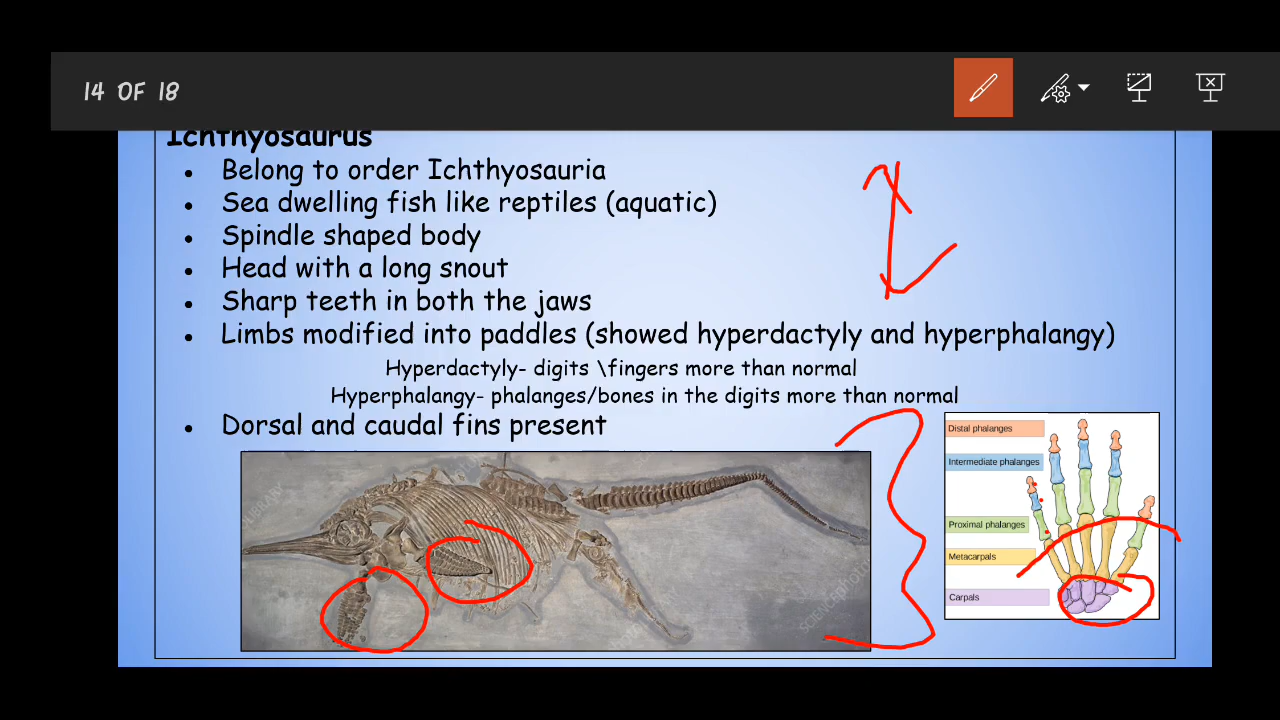 14 OF 18
Ichthyosaurus
• Belong to order Ichthyosauria
• Sea dwelling fish like reptiles (aquatic)
• Spindle shaped body
• Head with a long snout
• Sharp teeth in both the jaws
• Limbs modified into paddles (showed hyperdactyly and hyperphalangy)
Hyperdactyly- digits \fingers more than normal
Hyperphalangy- phalanges/bones in the digits more than normal
• Dorsal and caudal fins present
Distal phalanges
Intermediate phalanges
Proximal phalanges
Metacarpals
Carpals